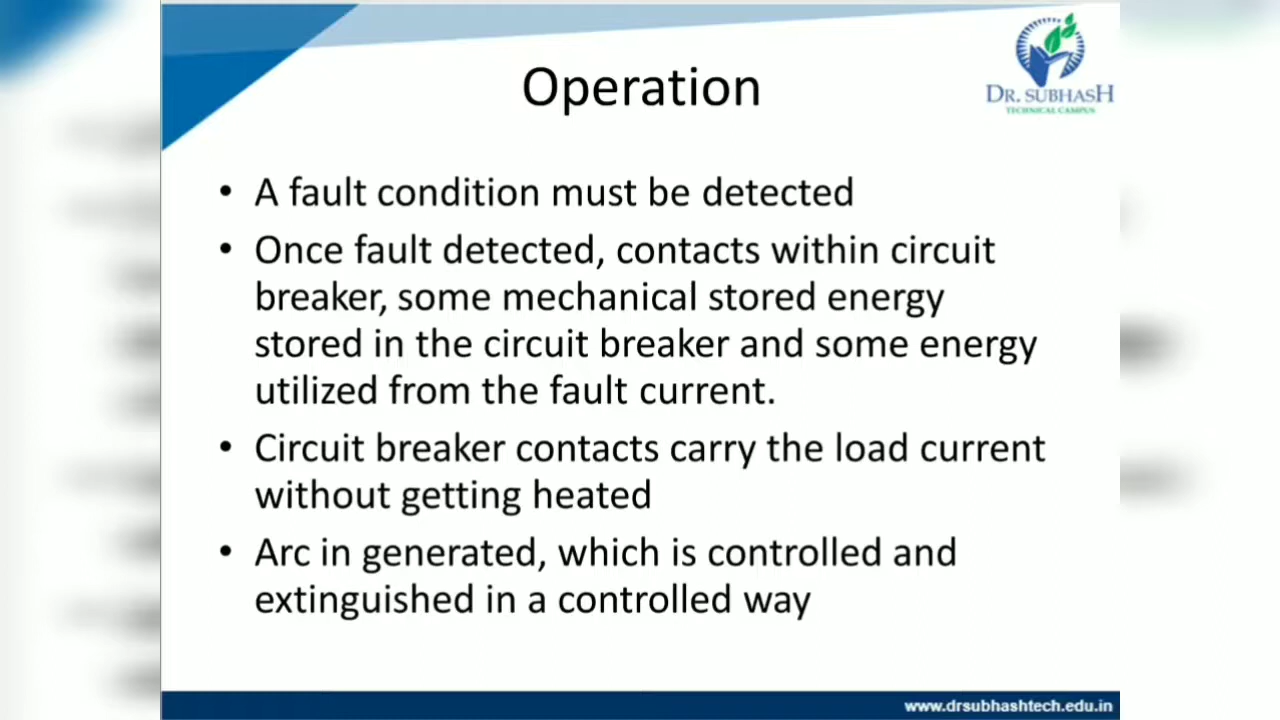 Operation
DR. SUBHASH
TECHNICAL CAMPUS
• A fault condition must be detected
• Once fault detected, contacts within circuit
breaker, some mechanical stored energy
stored in the circuit breaker and some energy
utilized from the fault current.
• Circuit breaker contacts carry the load current
without getting heated
• Arc in generated, which is controlled and
extinguished in a controlled way
www.drsubhashtech.edu.in